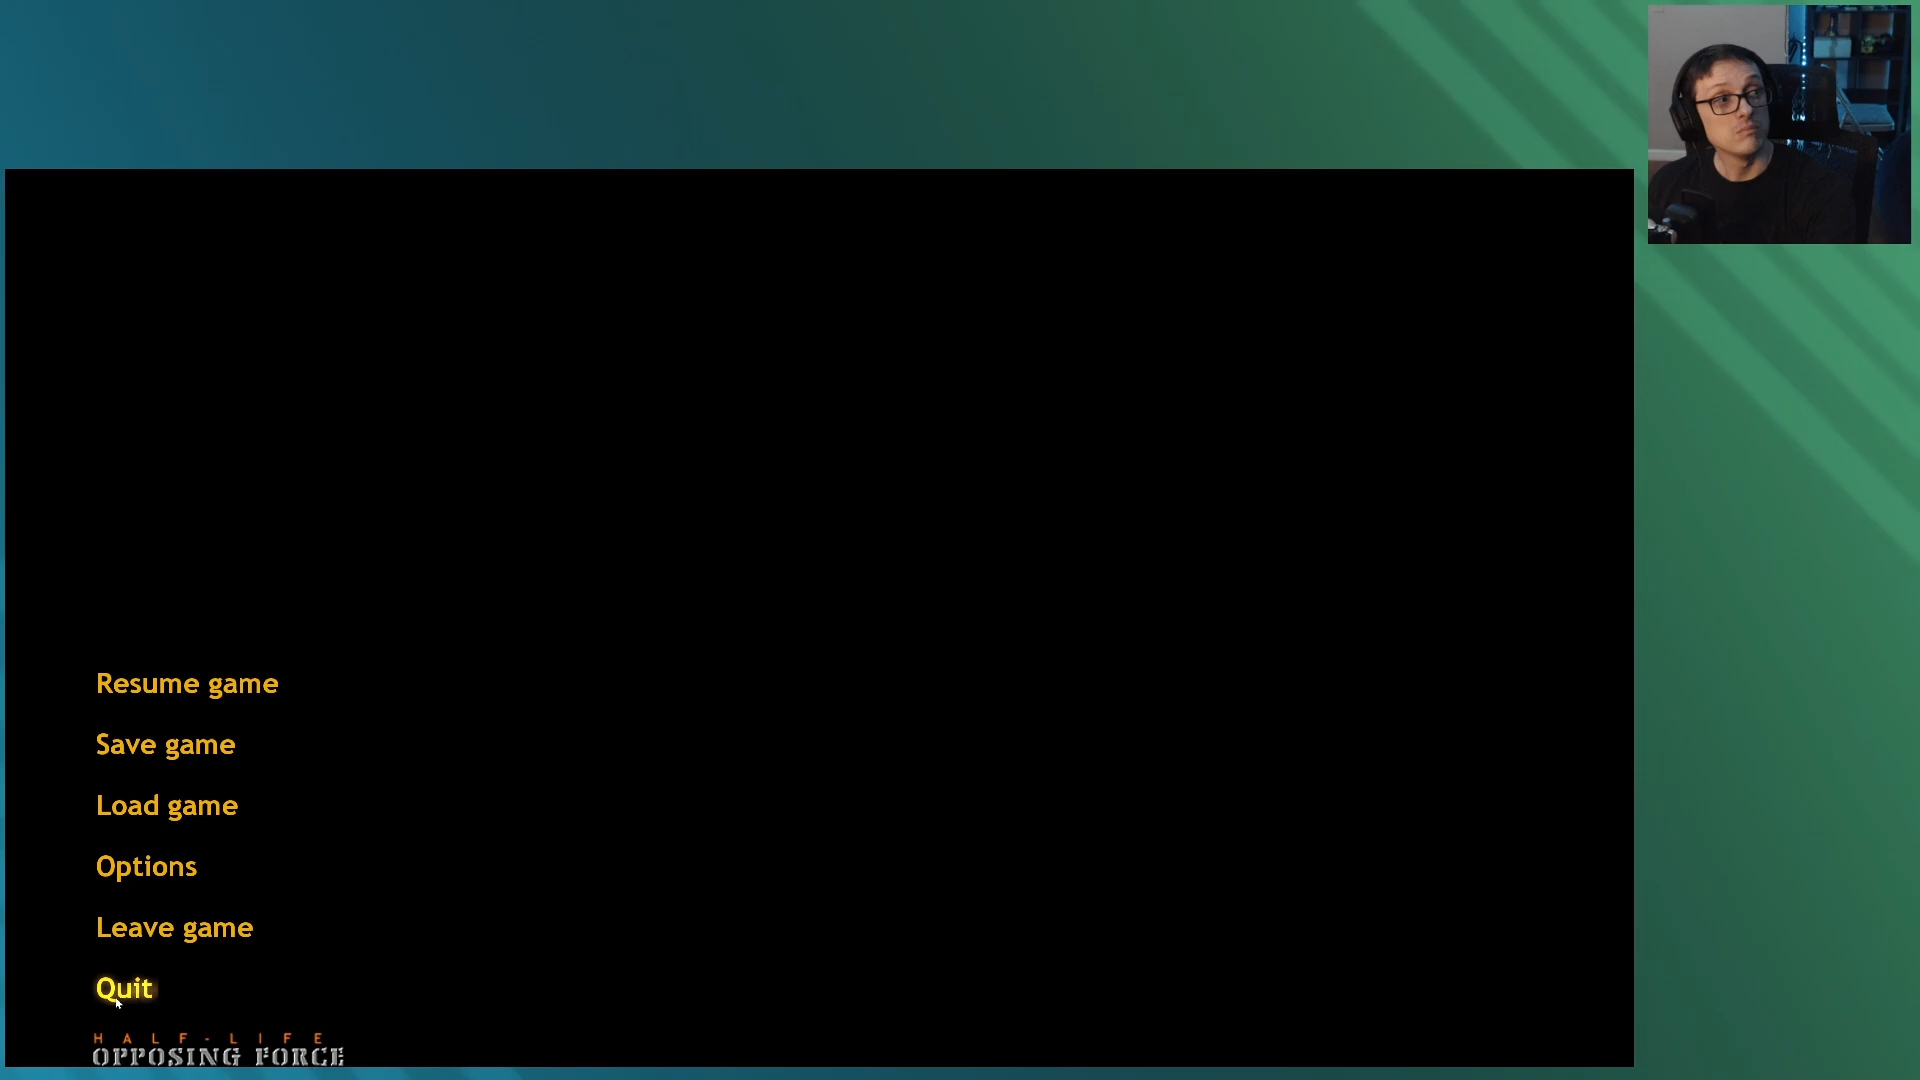 Resume game
Save game
Load game
Options
Leave game
Quit
HALF-LIFE
OPPOSING FORCE